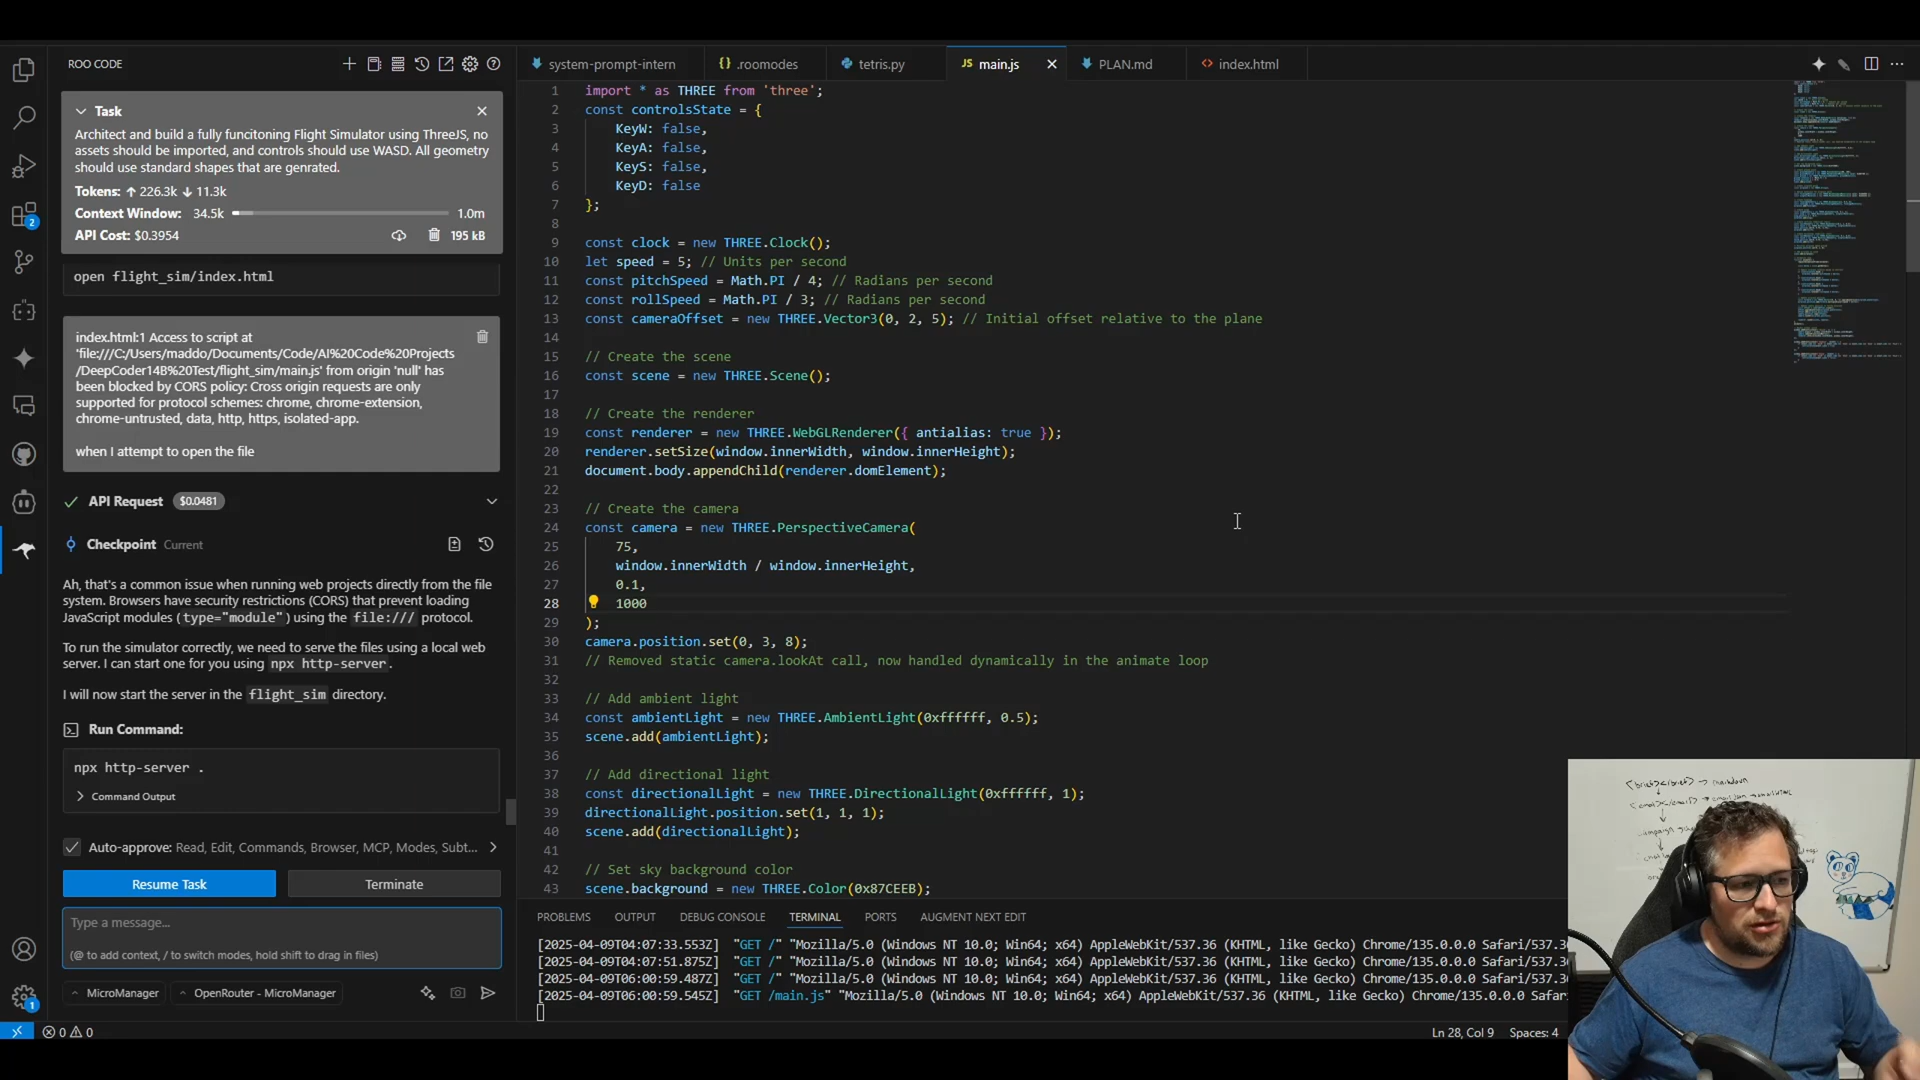 ROO CODE
Task
Architect and build a fully funcitoning Flight Simulator using ThreeJS, no
assets should be imported, and controls should use WASD. All geometry
should use standard shapes that are genrated.
Tokens: ↑ 226.3k ↓ 11.3k
Context Window: 34.5k 1.0m
API Cost: $0.3954 195 kB
open flight_sim/index.html
index.html:1 Access to script at
'file:///C:/Users/maddo/Documents/Code/AI%20Code%20Projects
/DeepCoder14B%20Test/flight_sim/main.js' from origin 'null' has
been blocked by CORS policy: Cross origin requests are only
supported for protocol schemes: chrome, chrome-extension,
chrome-untrusted, data, http, https, isolated-app.
when I attempt to open the file
API Request $0.0481
Checkpoint Current
Ah, that's a common issue when running web projects directly from the file
system. Browsers have security restrictions (CORS) that prevent loading
JavaScript modules (type="module") using the file:/// protocol.
To run the simulator correctly, we need to serve the files using a local web
server. I can start one for you using npx http-server.
I will now start the server in the flight_sim directory.
Run Command:
npx http-server .
Command Output
Auto-approve: Read, Edit, Commands, Browser, MCP, Modes, Subt...
Resume Task Terminate
Type a message...
(@ to add context, / to switch modes, hold shift to drag in files)
MicroManager OpenRouter - MicroManager
2
1
0 0
system-prompt-intern .roomodes tetris.py JS main.js PLAN.md index.html
1 import * as THREE from 'three';
2 const controlsState = {
3 KeyW: false,
4 KeyA: false,
5 KeyS: false,
6 KeyD: false
7 };
8
9 const clock = new THREE.Clock();
10 let speed = 5; // Units per second
11 const pitchSpeed = Math.PI / 4; // Radians per second
12 const rollSpeed = Math.PI / 3; // Radians per second
13 const cameraOffset = new THREE.Vector3(0, 2, 5); // Initial offset relative to the plane
14
15 // Create the scene
16 const scene = new THREE.Scene();
17
18 // Create the renderer
19 const renderer = new THREE.WebGLRenderer({ antialias: true });
20 renderer.setSize(window.innerWidth, window.innerHeight);
21 document.body.appendChild(renderer.domElement);
22
23 // Create the camera
24 const camera = new THREE.PerspectiveCamera(
25 75,
26 window.innerWidth / window.innerHeight,
27 0.1,
28 1000
29 );
30 camera.position.set(0, 3, 8);
31 // Removed static camera.lookAt call, now handled dynamically in the animate loop
32
33 // Add ambient light
34 const ambientLight = new THREE.AmbientLight(0xffffff, 0.5);
35 scene.add(ambientLight);
36
37 // Add directional light
38 const directionalLight = new THREE.DirectionalLight(0xffffff, 1);
39 directionalLight.position.set(1, 1, 1);
40 scene.add(directionalLight);
41
42 // Set sky background color
43 scene.background = new THREE.Color(0x87CEEB);
PROBLEMS OUTPUT DEBUG CONSOLE TERMINAL PORTS AUGMENT NEXT EDIT
[2025-04-09T04:07:33.553Z] "GET /" "Mozilla/5.0 (Windows NT 10.0; Win64; x64) AppleWebKit/537.36 (KHTML, like Gecko) Chrome/135.0.0.0 Safari/537.3
[2025-04-09T04:07:51.875Z] "GET /" "Mozilla/5.0 (Windows NT 10.0; Win64; x64) AppleWebKit/537.36 (KHTML, like Gecko) Chrome/135.0.0.0 Safari/537.3
[2025-04-09T06:00:59.487Z] "GET /" "Mozilla/5.0 (Windows NT 10.0; Win64; x64) AppleWebKit/537.36 (KHTML, like Gecko) Chrome/135.0.0.0 Safari/537.3
[2025-04-09T06:00:59.545Z] "GET /main.js" "Mozilla/5.0 (Windows NT 10.0; Win64; x64) AppleWebKit/537.36 (KHTML, like Gecko) Chrome/135.0.0.0 Safar
Ln 28, Col 9 Spaces: 4